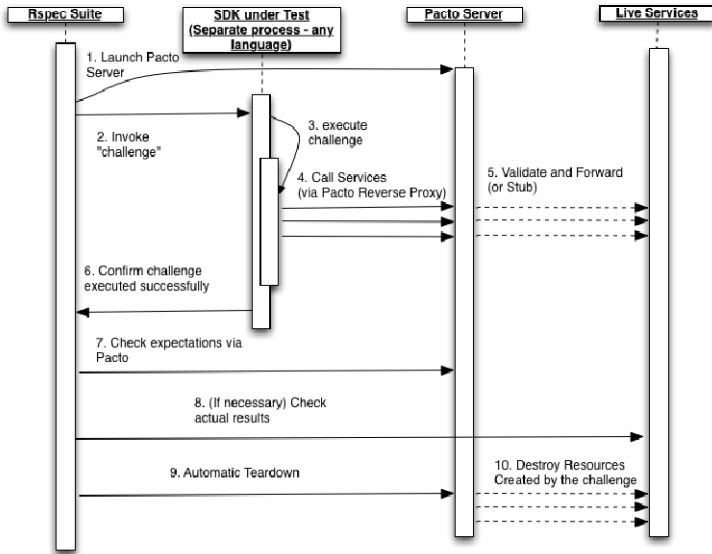 Rspec Suite
SDK under Test
(Separate process - any
language)
Pacto Server
Live Services
1. Launch Pacto
Server
2. Invoke
"challenge"
3. execute
challenge
4. Call Services
(via Pacto Reverse Proxy)
5. Validate and Forward
(or Stub)
6. Confirm challenge
executed successfully
7. Check expectations via
Pacto
8. (If necessary) Check
actual results
9. Automatic Teardown
10. Destroy Resources
Created by the challenge